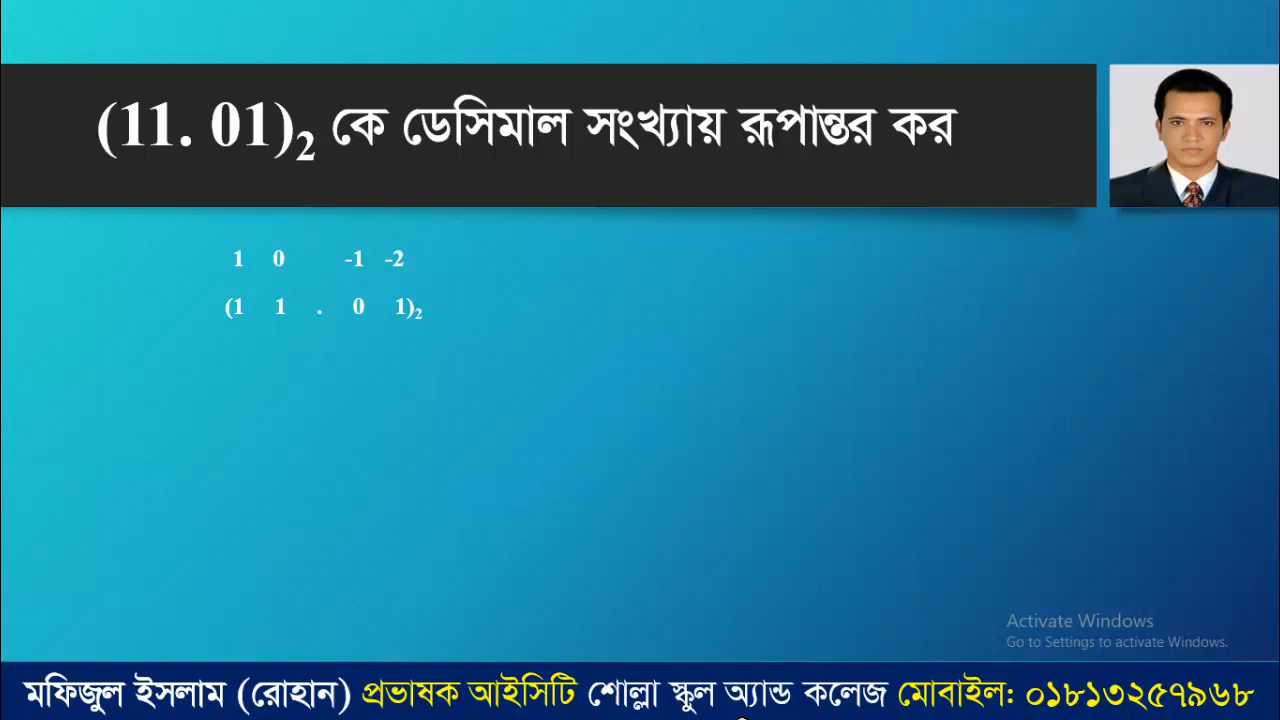 (11. 01)₂ কে ডেসিমাল সংখ্যায় রূপান্তর কর
1 0 -1 -2
(1 1 . 0 1)₂
Activate Windows
Go to Settings to activate Windows.
মফিজুল ইসলাম (রোহান) প্রভাষক আইসিটি শোল্লা স্কুল অ্যান্ড কলেজ মোবাইল: ০১৮১৩২৫৭৯৬৮